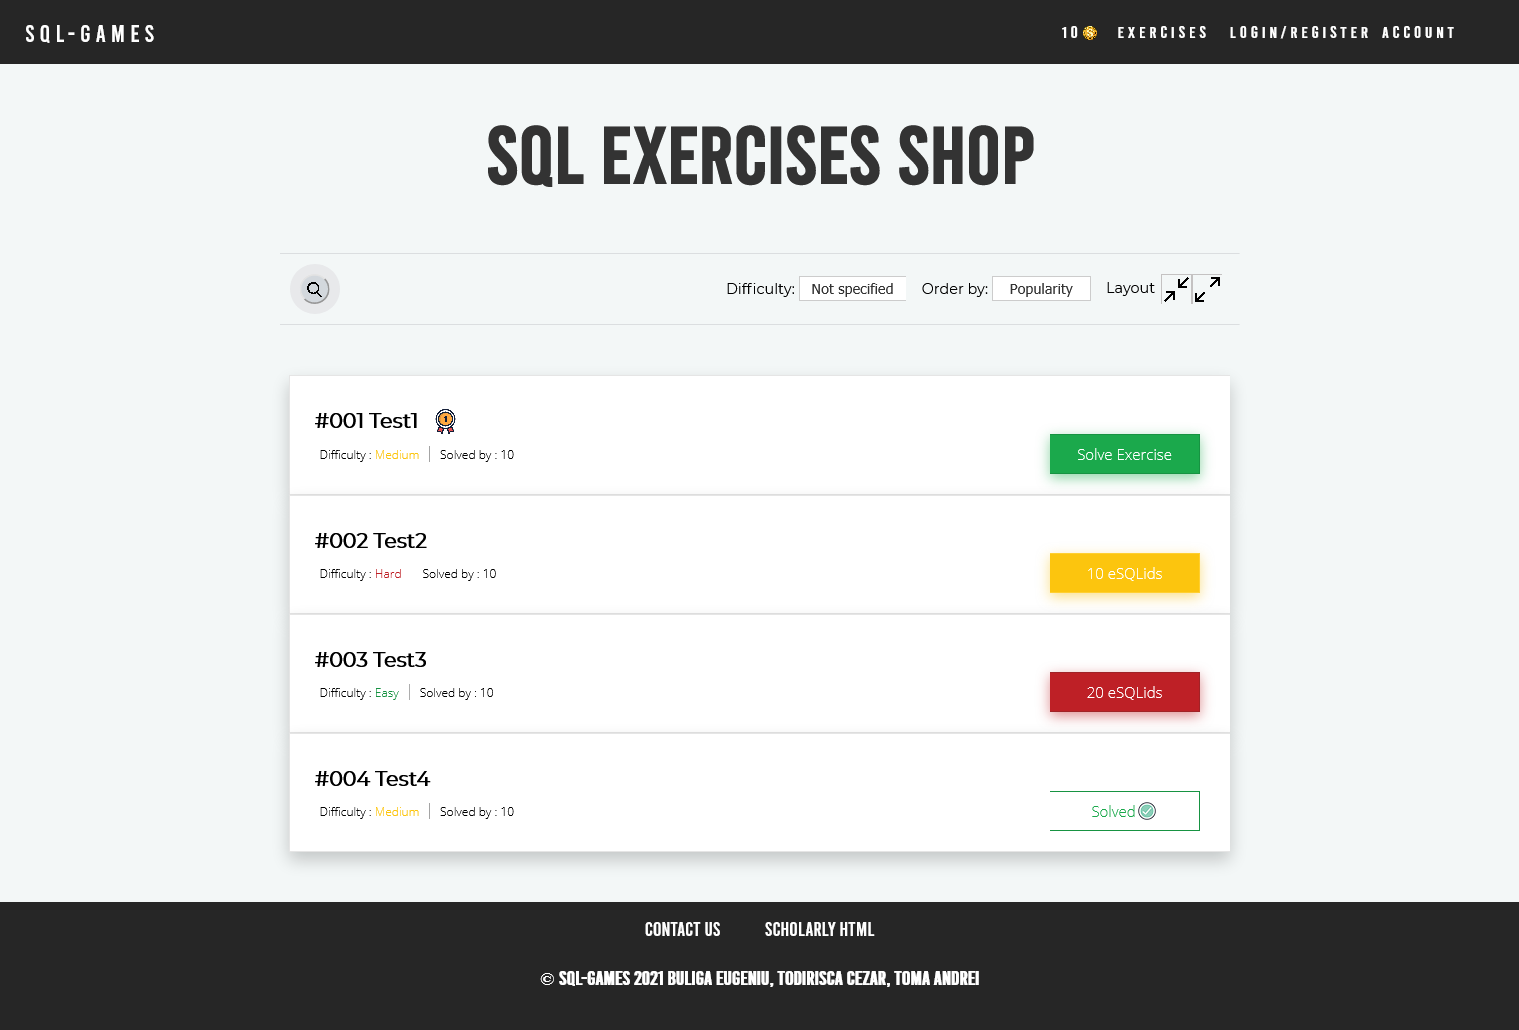 SQL-GAMES
10 EXERCISES LOGIN/REGISTER ACCOUNT
SQL EXERCISES SHOP
Difficulty: Not specified Order by: Popularity Layout
#001 Test1
1
Difficulty : Medium Solved by : 10
Solve Exercise
#002 Test2
Difficulty : Hard Solved by : 10
10 eSQLids
#003 Test3
Difficulty : Easy Solved by : 10
20 eSQLids
#004 Test4
Difficulty : Medium Solved by : 10
Solved
CONTACT US SCHOLARLY HTML
© SQL-GAMES 2021 BULIGA EUGENIU, TODIRISCA CEZAR, TOMA ANDREI